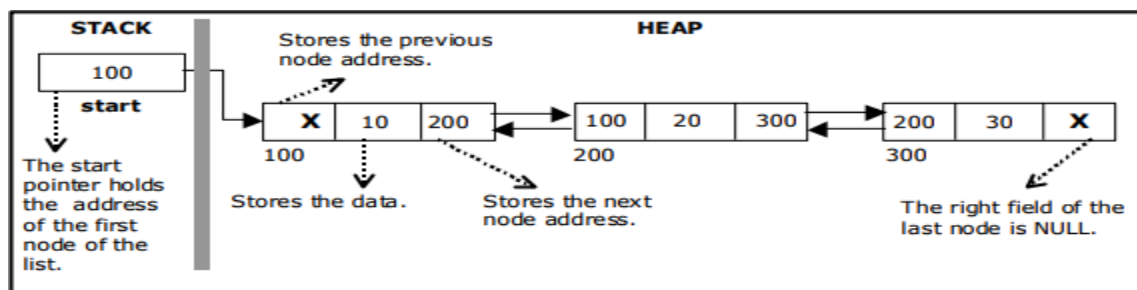 STACK
HEAP
100
start
Stores the previous
node address.
X 10 200
100 20 300
200 30 X
100
200
300
The start
pointer holds
the address
of the first
node of the
list.
Stores the data.
Stores the next
node address.
The right field of the
last node is NULL.